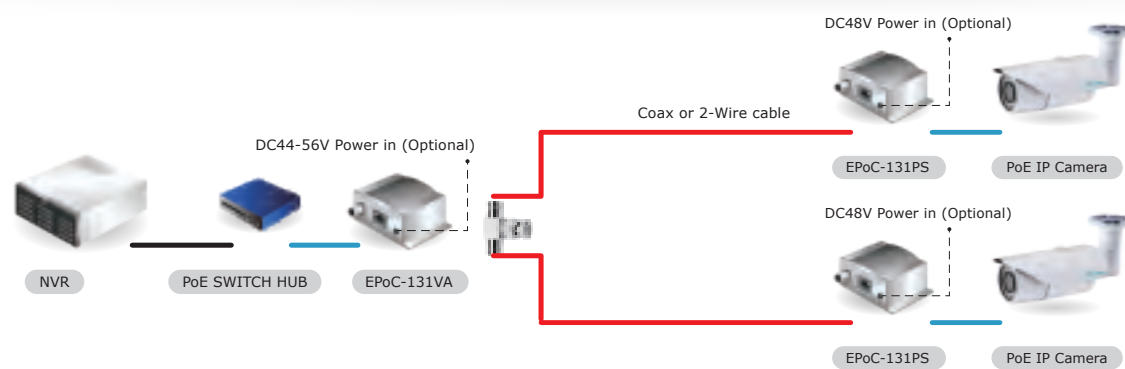 DC48V Power in (Optional)
Coax or 2-Wire cable
DC44-56V Power in (Optional)
EPoC-131PS
PoE IP Camera
DC48V Power in (Optional)
NVR
PoE SWITCH HUB
EPoC-131VA
EPoC-131PS
PoE IP Camera